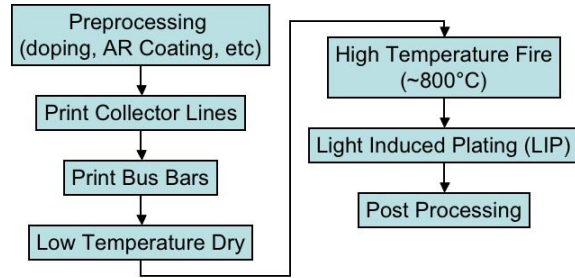 Preprocessing
(doping, AR Coating, etc)
Print Collector Lines
Print Bus Bars
Low Temperature Dry
High Temperature Fire
(~800°C)
Light Induced Plating (LIP)
Post Processing